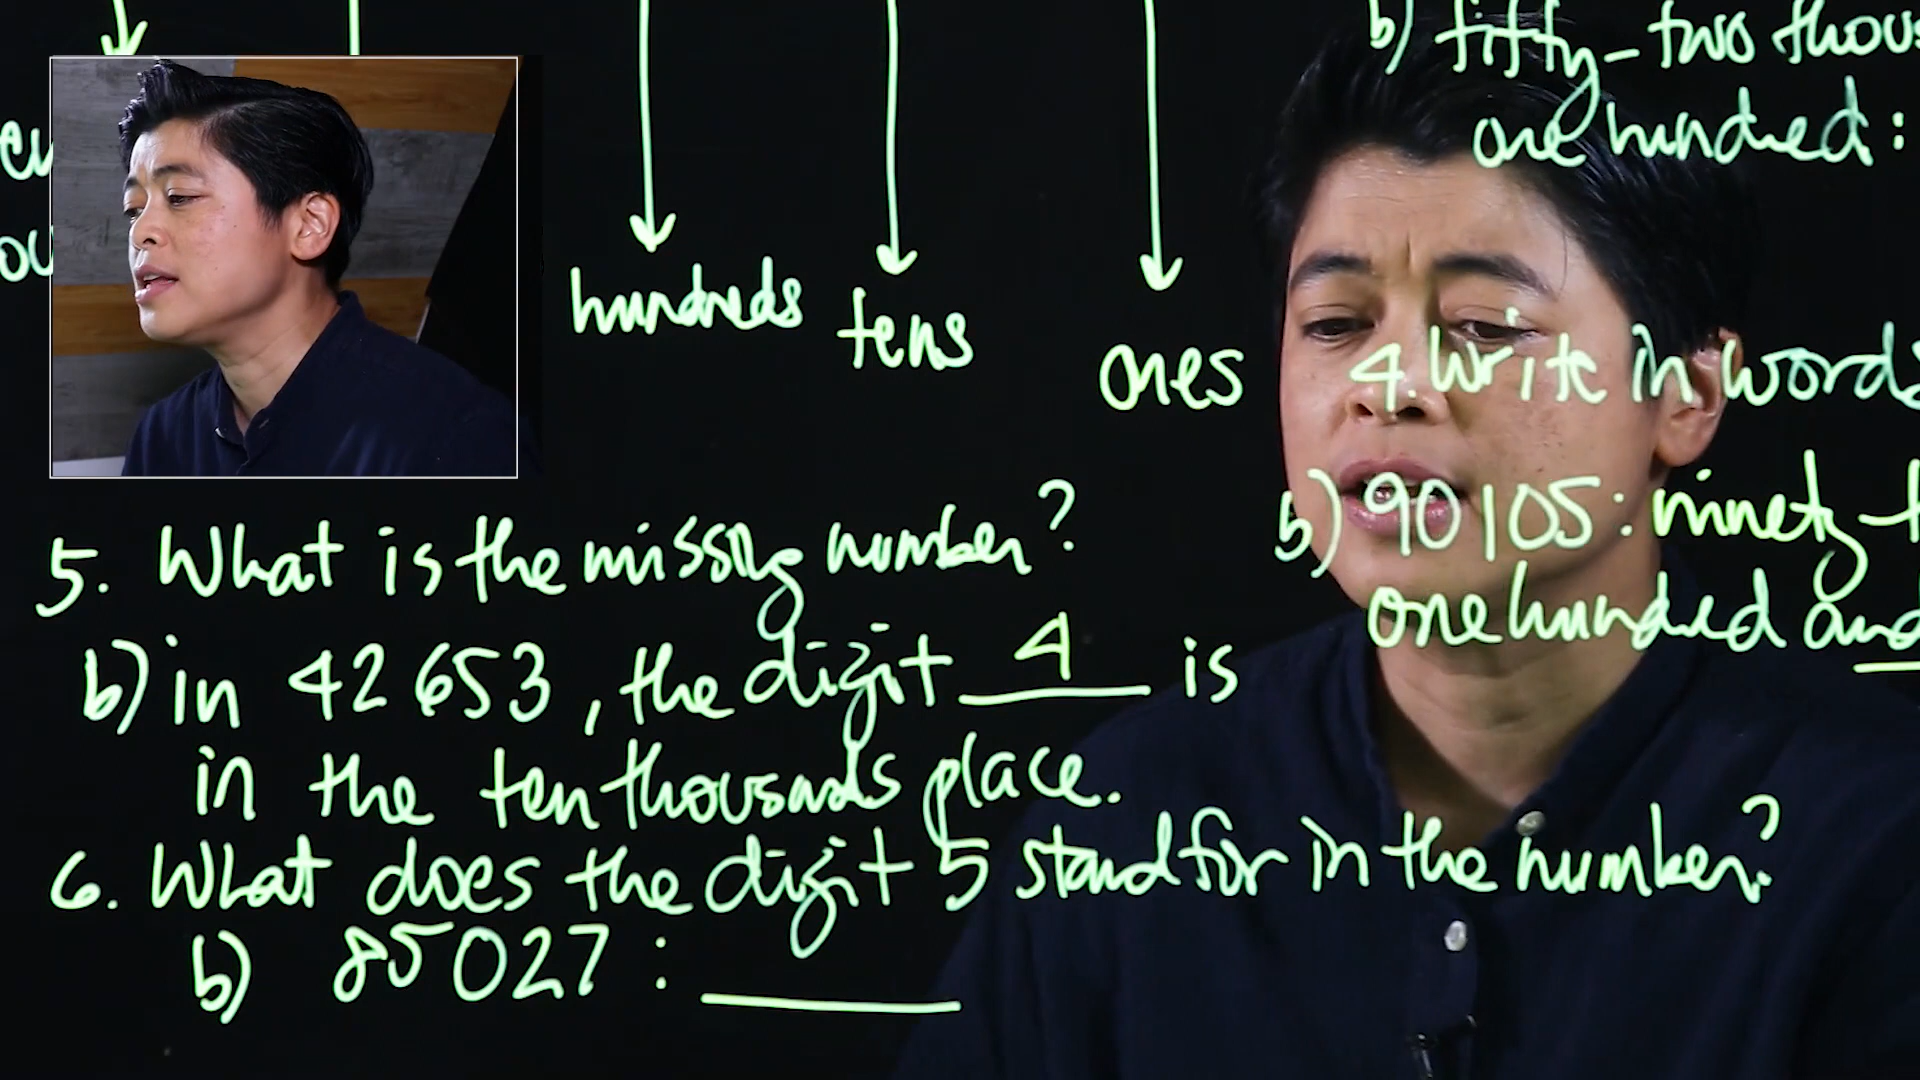 b) fifty-two
one hundred:
hundreds tens ones
4. Write in words
5. What is the missing number?
b) in 42653, the digit 4 is
in the ten thousands place.
b) 90105: ninety-
one hundred and
6. What does the digit 5 stand for in the number?
b) 85027: ______